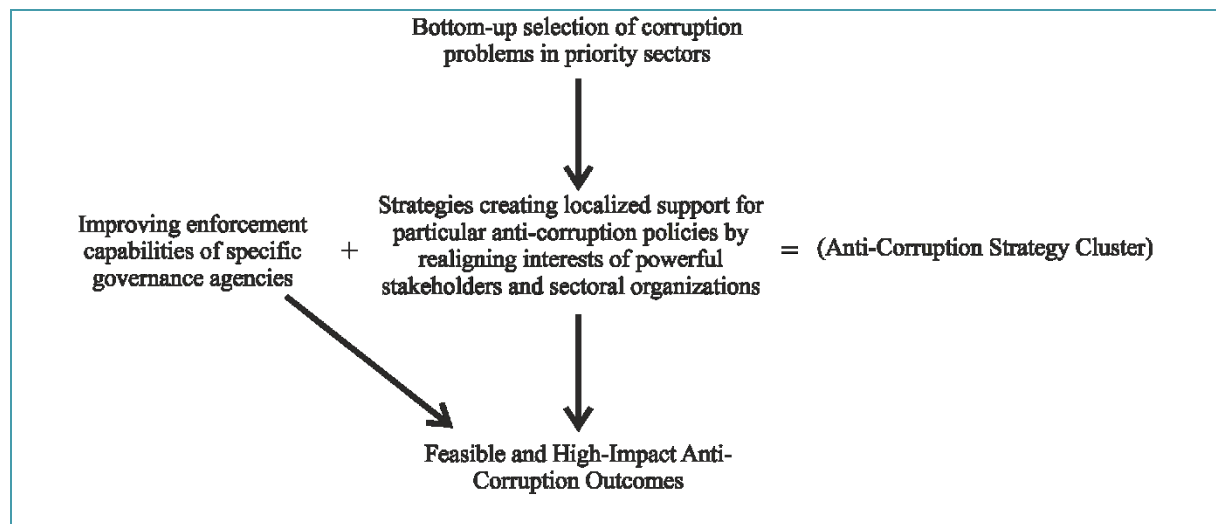 Bottom-up selection of corruption
problems in priority sectors
Improving enforcement
capabilities of specific
governance agencies
+
Strategies creating localized support for
particular anti-corruption policies by
realigning interests of powerful
stakeholders and sectoral organizations
= (Anti-Corruption Strategy Cluster)
Feasible and High-Impact Anti-
Corruption Outcomes